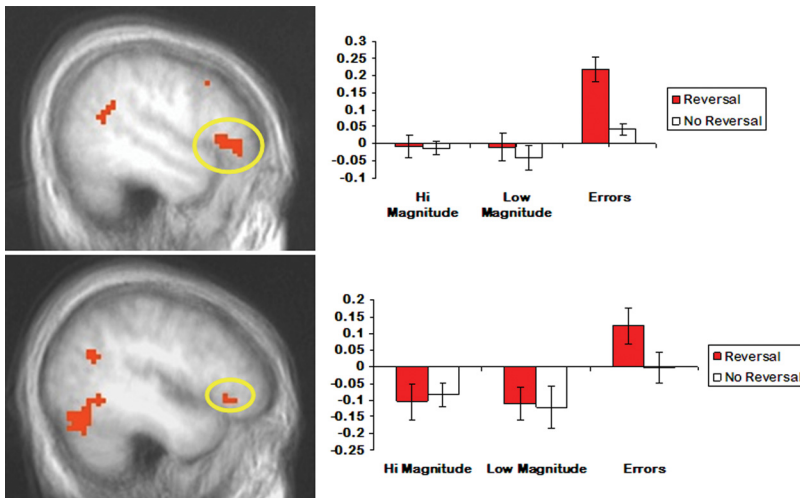 0.3
0.25
0.2
0.15
0.1
0.05
0
-0.05
-0.1
Hi Magnitude
Low Magnitude
Errors
Reversal
No Reversal
0.2
0.15
0.1
0.05
0
-0.05
-0.1
-0.15
-0.2
-0.25
Hi Magnitude
Low Magnitude
Errors
Reversal
No Reversal